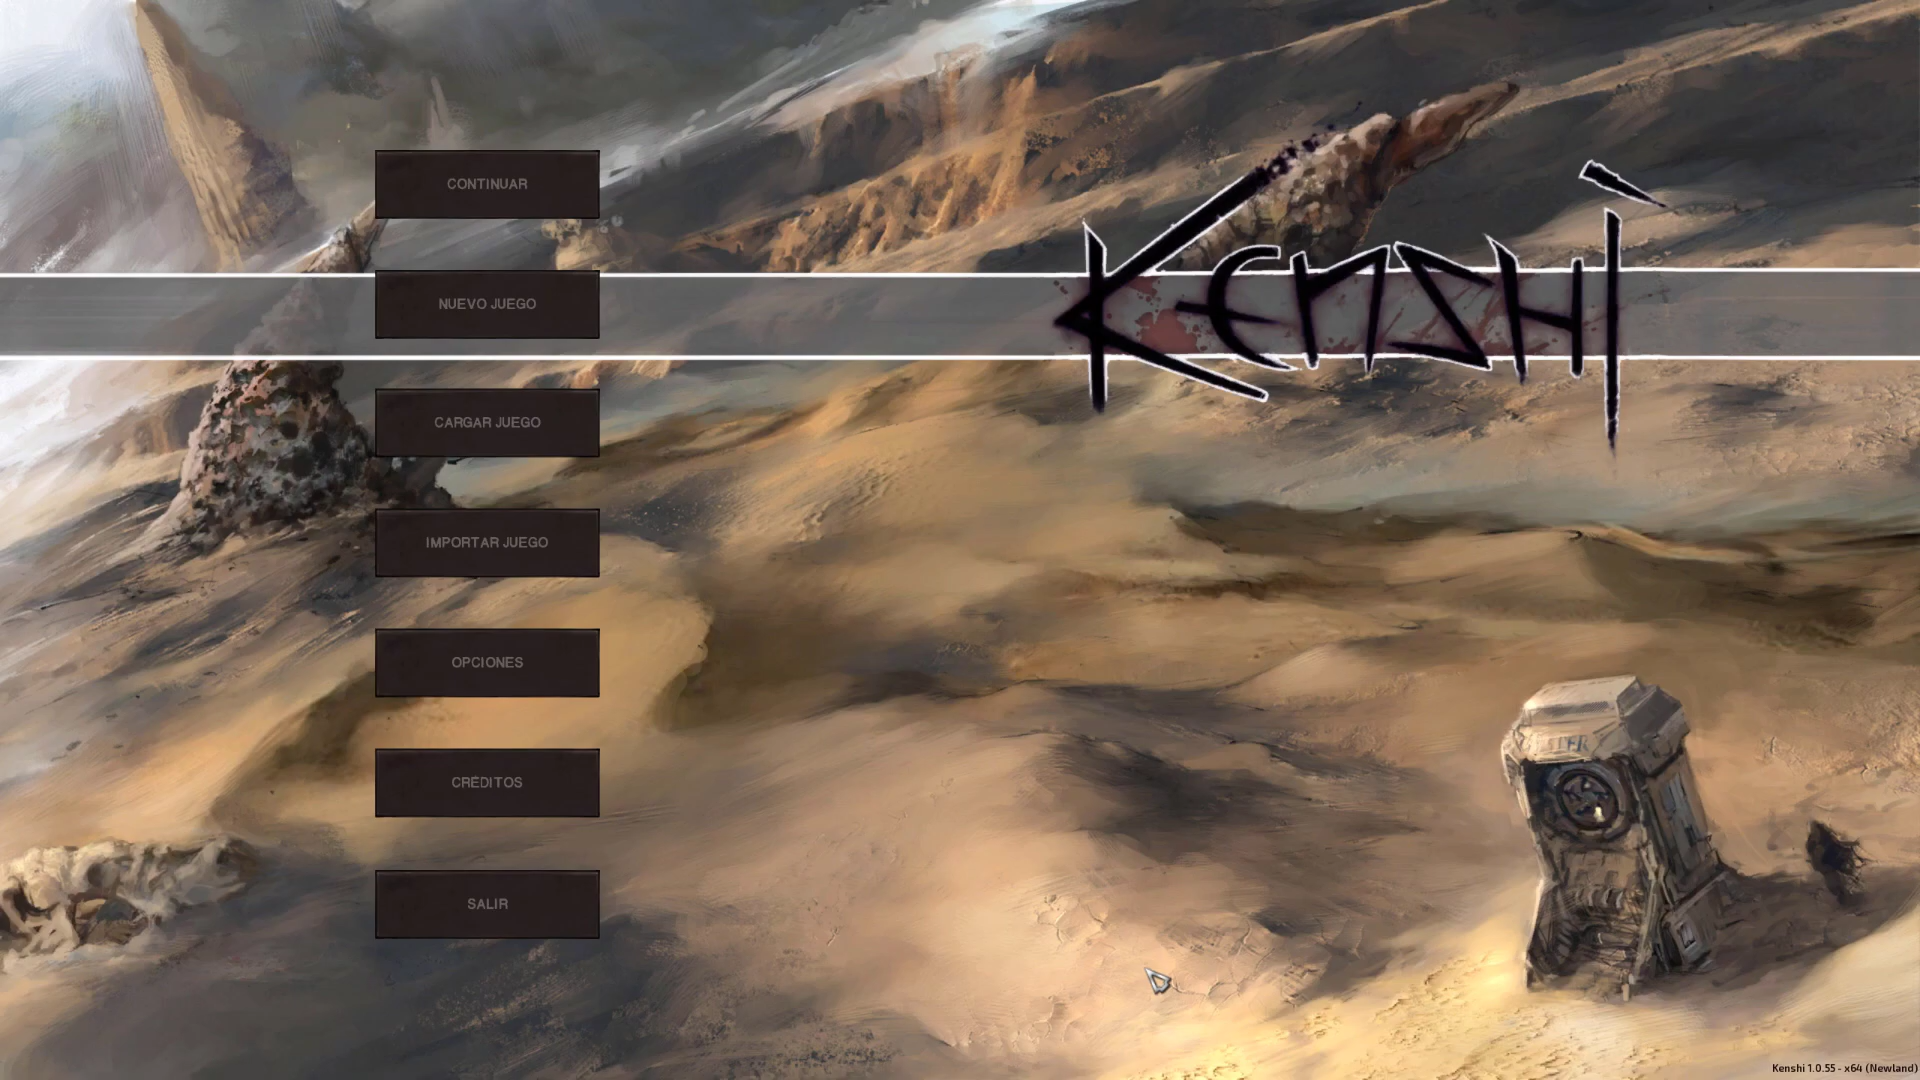 CONTINUAR
NUEVO JUEGO
CARGAR JUEGO
IMPORTAR JUEGO
OPCIONES
CRÉDITOS
SALIR
KENSHI
Kenshi 1.0.55 - x64 (Newland)